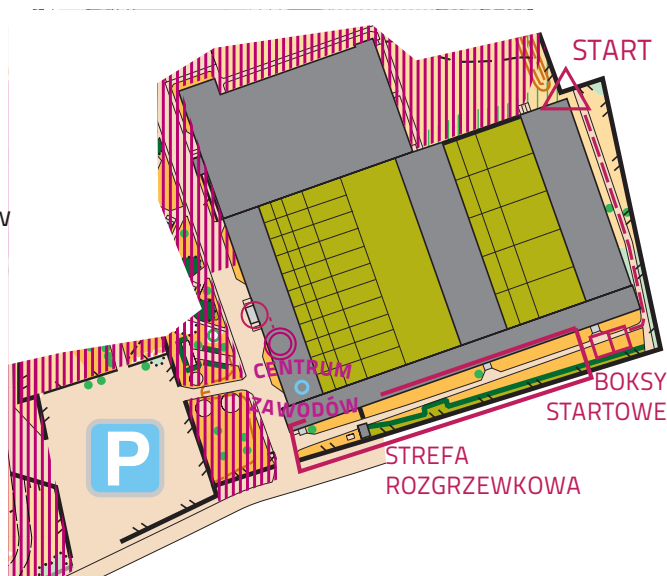 START
W
CENTRUM
ZAWODÓW
BOKSY
STARTOWE
P
STREFA
ROZGRZEWKOWA